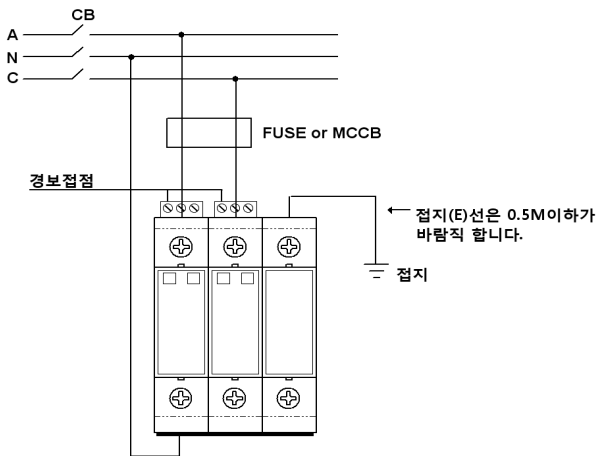 CB
A
N
C
FUSE or MCCB
경보접점
접지(E)선은 0.5M이하가
바람직 합니다.
접지